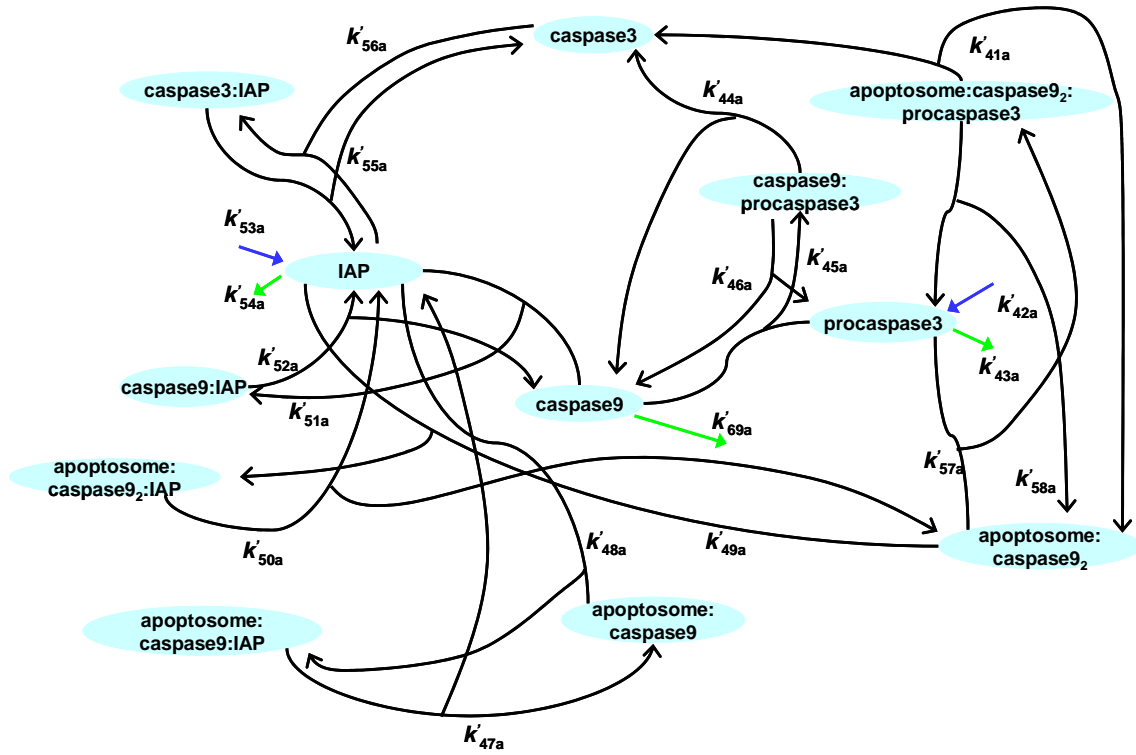 k′56a
caspase3
k′41a
caspase3:IAP
k′44a
apoptosome:caspase9₂:
procaspase3
k′55a
caspase9:
procaspase3
k′53a
IAP
k′45a
k′46a
k′54a
k′42a
procaspase3
k′52a
k′43a
caspase9:IAP
k′51a
caspase9
k′69a
apoptosome:
caspase9₂:IAP
k′57a
k′58a
k′50a
k′48a
k′49a
apoptosome:
caspase9₂
apoptosome:
caspase9:IAP
apoptosome:
caspase9
k′47a